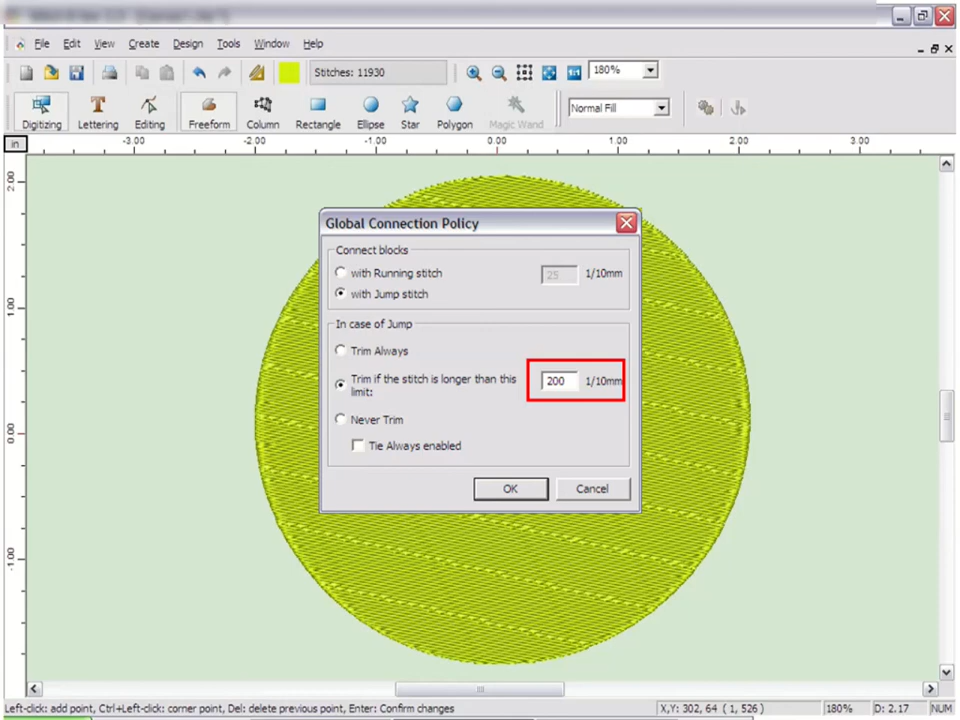 File Edit View Create Design Tools Window Help
Stitches: 11930 1:1 180%
Digitizing Lettering Editing Freeform Column Rectangle Ellipse Star Polygon Magic Wand Normal Fill
in -3.00 -2.00 -1.00 0.00 1.00 2.00 3.00
2.00
1.00
0.00
-1.00
Global Connection Policy
Connect blocks
with Running stitch 25 1/10mm
with Jump stitch
In case of Jump
Trim Always
Trim if the stitch is longer than this
limit: 200 1/10mm
Never Trim
Tie Always enabled
OK Cancel
Left-click: add point, Ctrl+Left-click: corner point, Del: delete previous point, Enter: Confirm changes X,Y: 302, 64 ( 1, 526 ) 180% D: 2.17 NUM